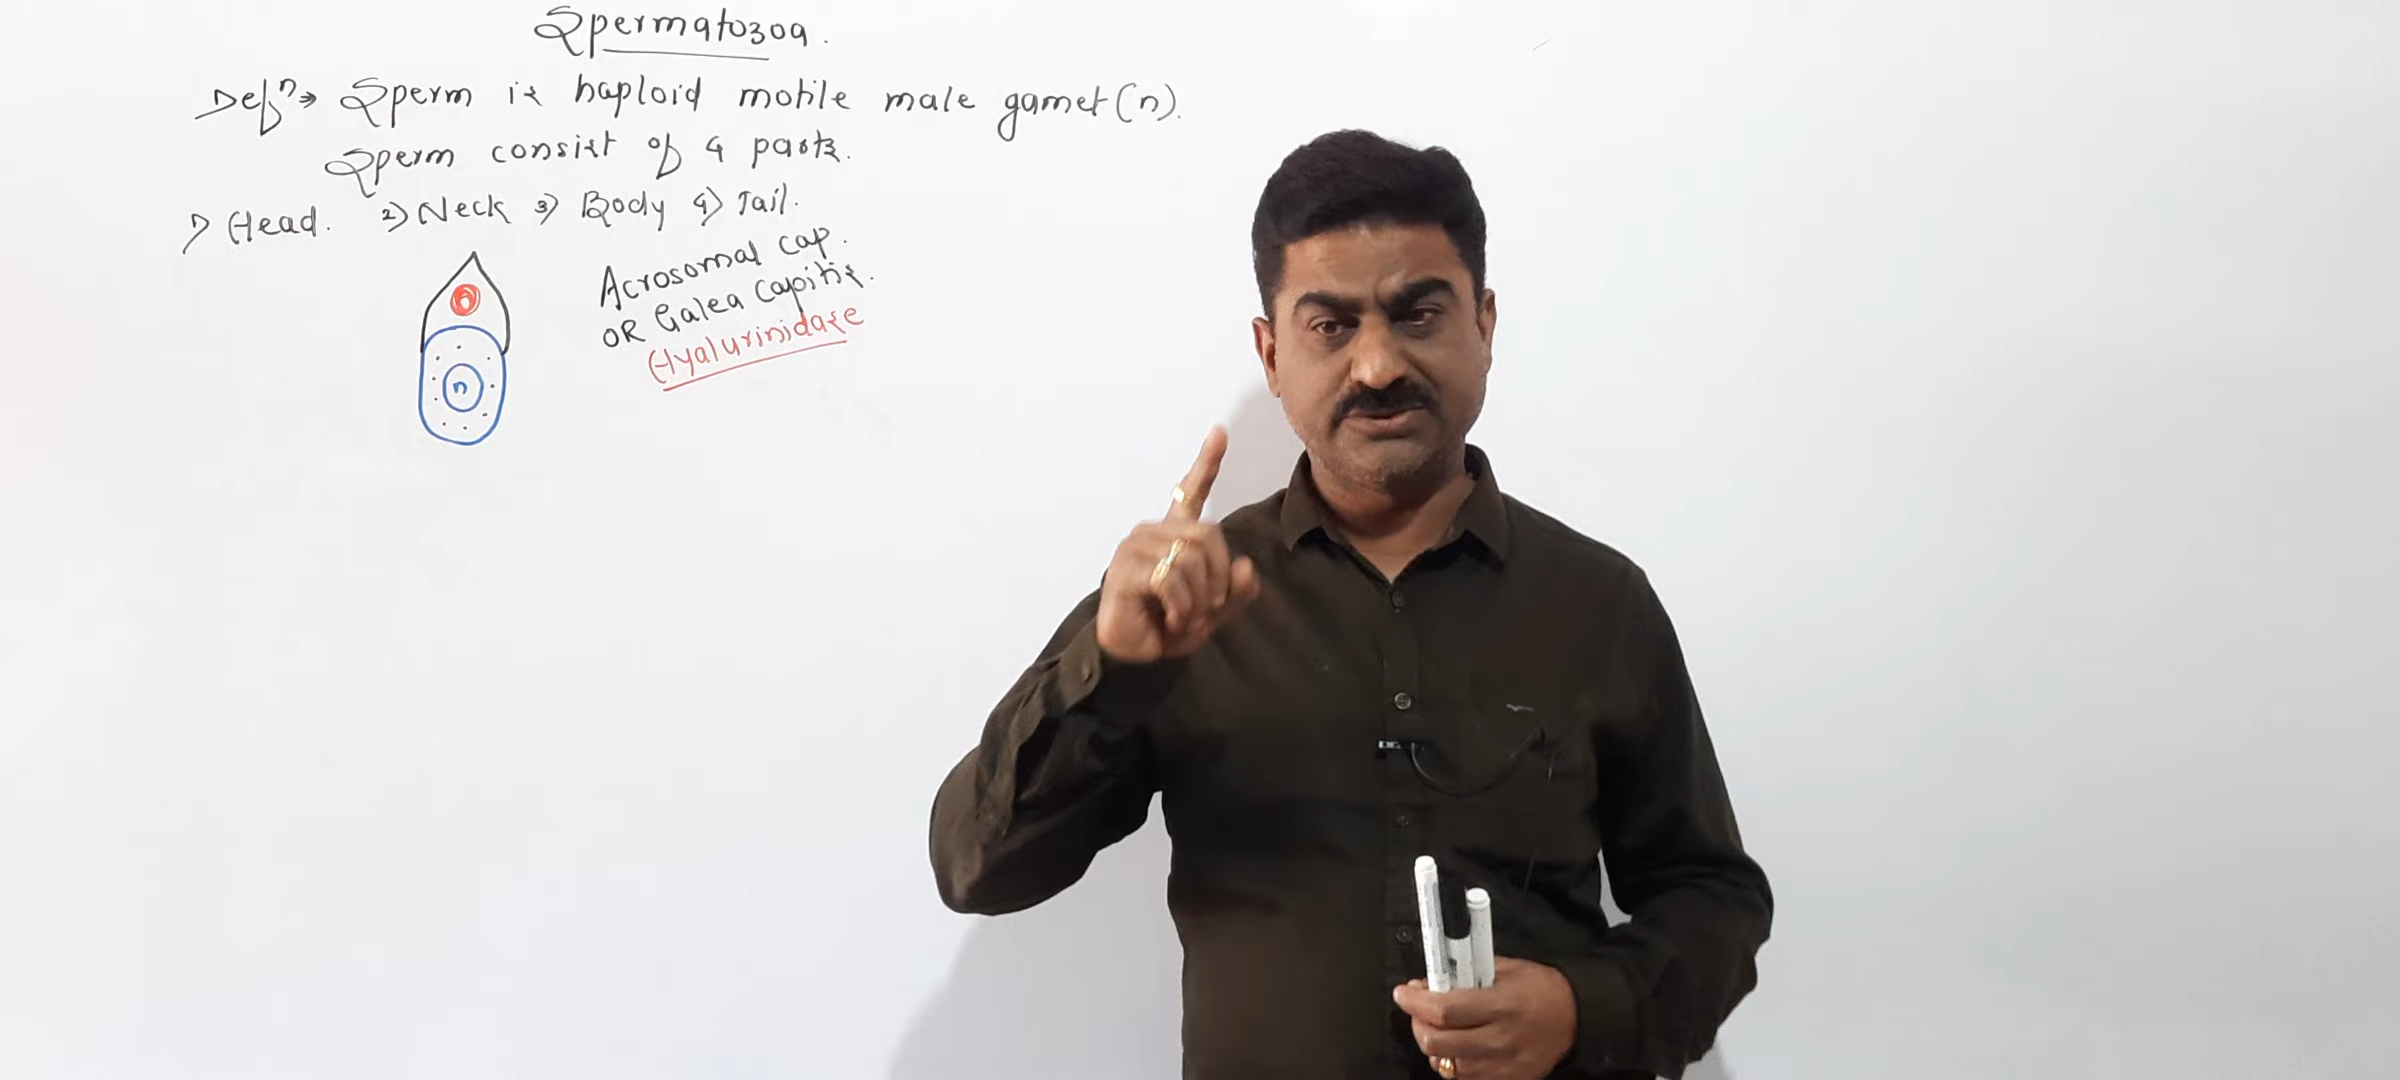 Spermatozoa.
Defn⇒ Sperm is haploid motile male gamet (n).
Sperm consist of 4 parts.
1) Head. 2) Neck 3) Body 4) Tail.
Acrosomal cap.
OR Galea capitis.
Hyalurinidase
n